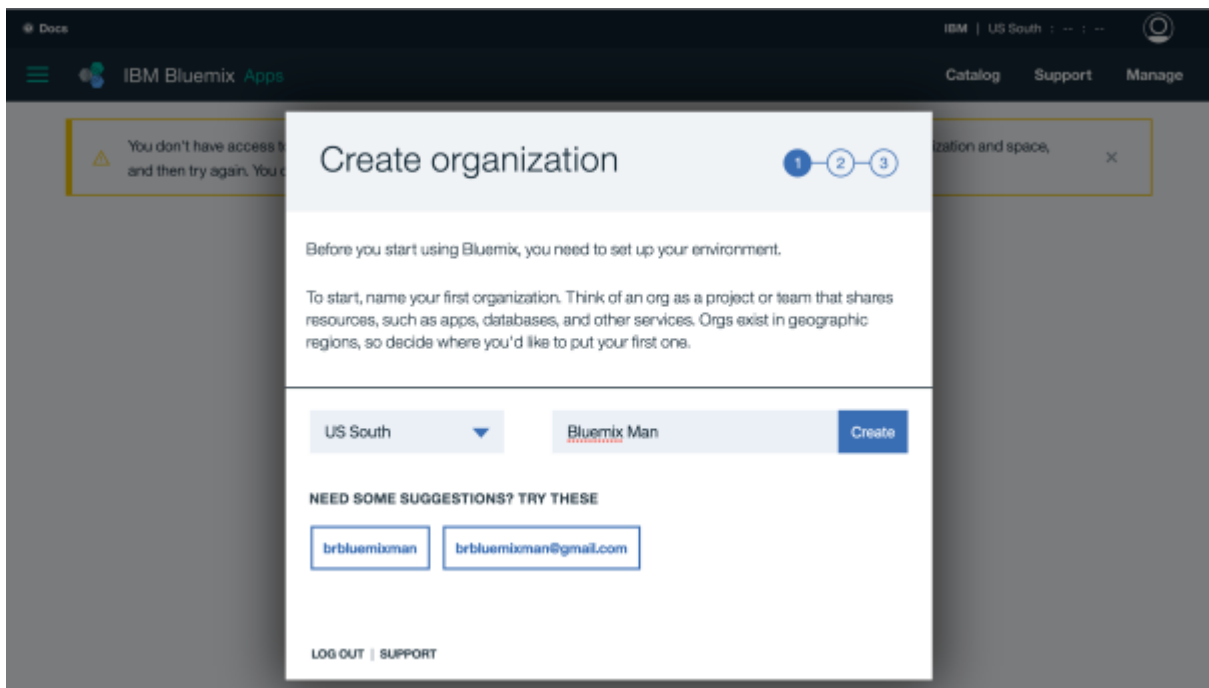 Docs
IBM | US South : -- : --
IBM Bluemix Apps
Catalog Support Manage
You don't have access
ization and space,
and then try again. You
Create organization
1 2 3
Before you start using Bluemix, you need to set up your environment.
To start, name your first organization. Think of an org as a project or team that shares
resources, such as apps, databases, and other services. Orgs exist in geographic
regions, so decide where you'd like to put your first one.
US South
Bluemix Man
Create
NEED SOME SUGGESTIONS? TRY THESE
brbluemixman
brbluemixman@gmail.com
LOG OUT | SUPPORT